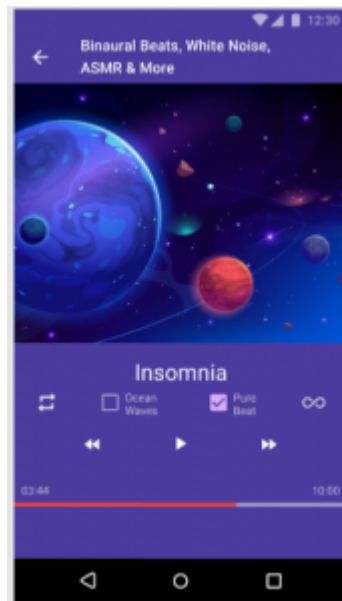 12:30
Binaural Beats, White Noise,
ASMR & More
Insomnia
Ocean
Waves
Pure
Beat
03:44
10:00